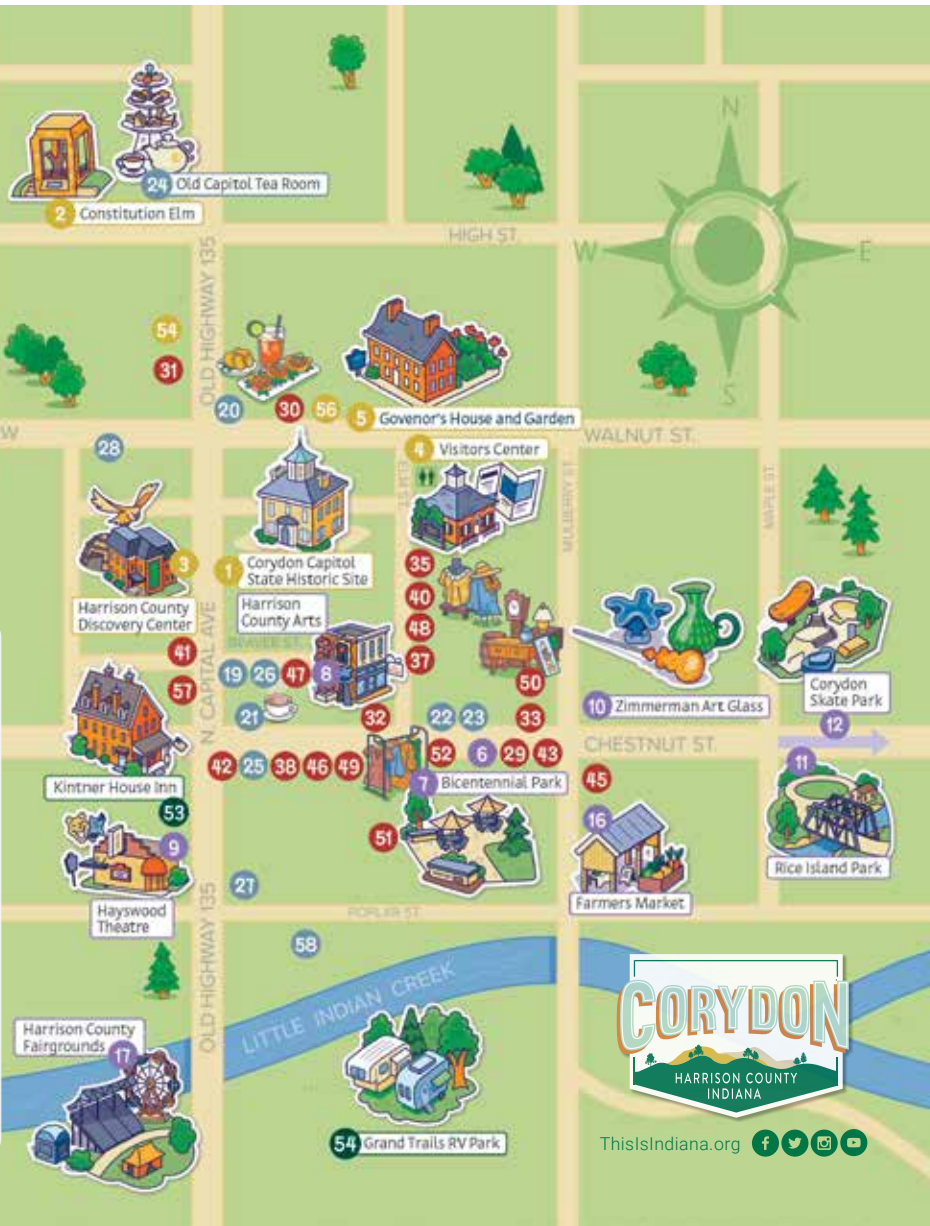 N
24 Old Capitol Tea Room
2 Constitution Elm
HIGH ST.
W
E
OLD HIGHWAY 135
54
31
S
20
30
56
5 Govenor's House and Garden
W
WALNUT ST.
28
4 Visitors Center
ELM ST.
MULBERRY ST.
MAPLE ST.
3
1 Corydon Capitol
State Historic Site
35
Harrison County
Discovery Center
Harrison
County Arts
40
N. CAPITAL AVE
BEAVER ST.
48
41
37
19
26
47
8
57
50
Corydon
Skate Park
10 Zimmerman Art Glass
21
32
22
23
33
12
CHESTNUT ST.
42
25
38
46
49
52
6
29
43
11
45
7 Bicentennial Park
Kintner House Inn
53
16
9
51
Rice Island Park
27
Farmers Market
Hayswood
Theatre
POPLAR ST.
OLD HIGHWAY 135
58
LITTLE INDIAN CREEK
CORYDON
HARRISON COUNTY
INDIANA
Harrison County
Fairgrounds 17
54 Grand Trails RV Park
ThisIsIndiana.org